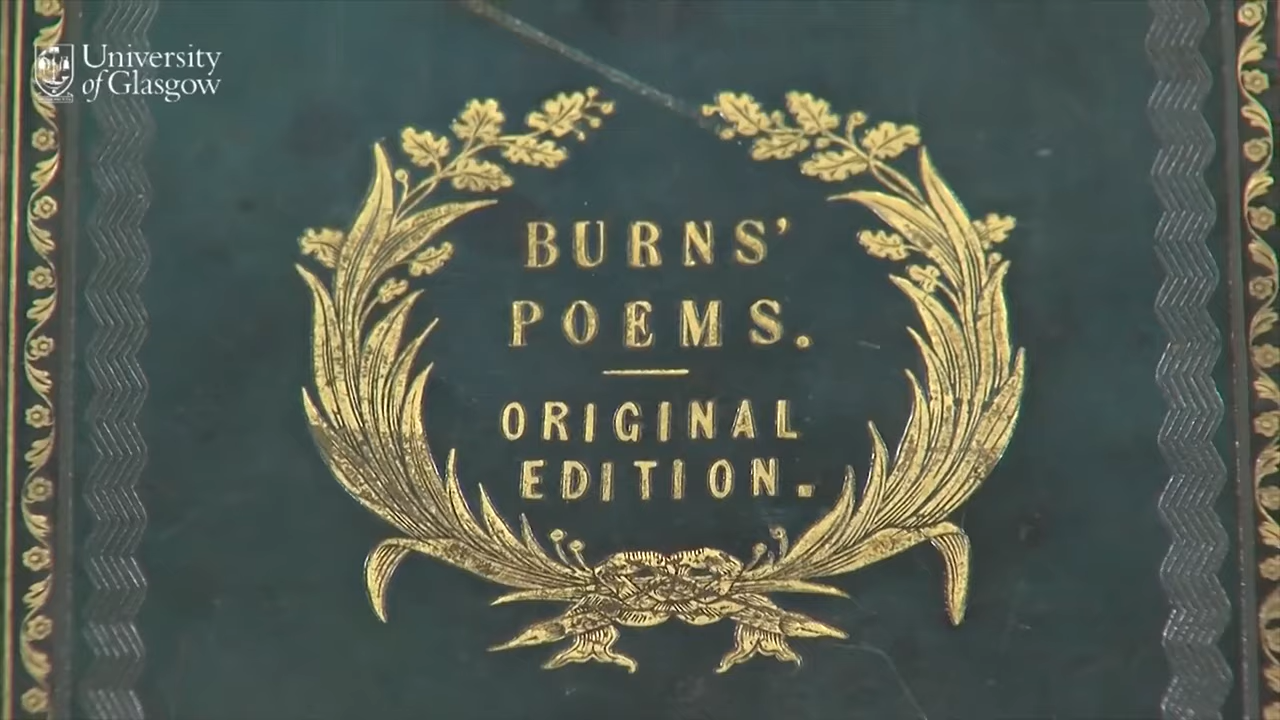 University
of Glasgow
BURNS'
POEMS.
ORIGINAL
EDITION.